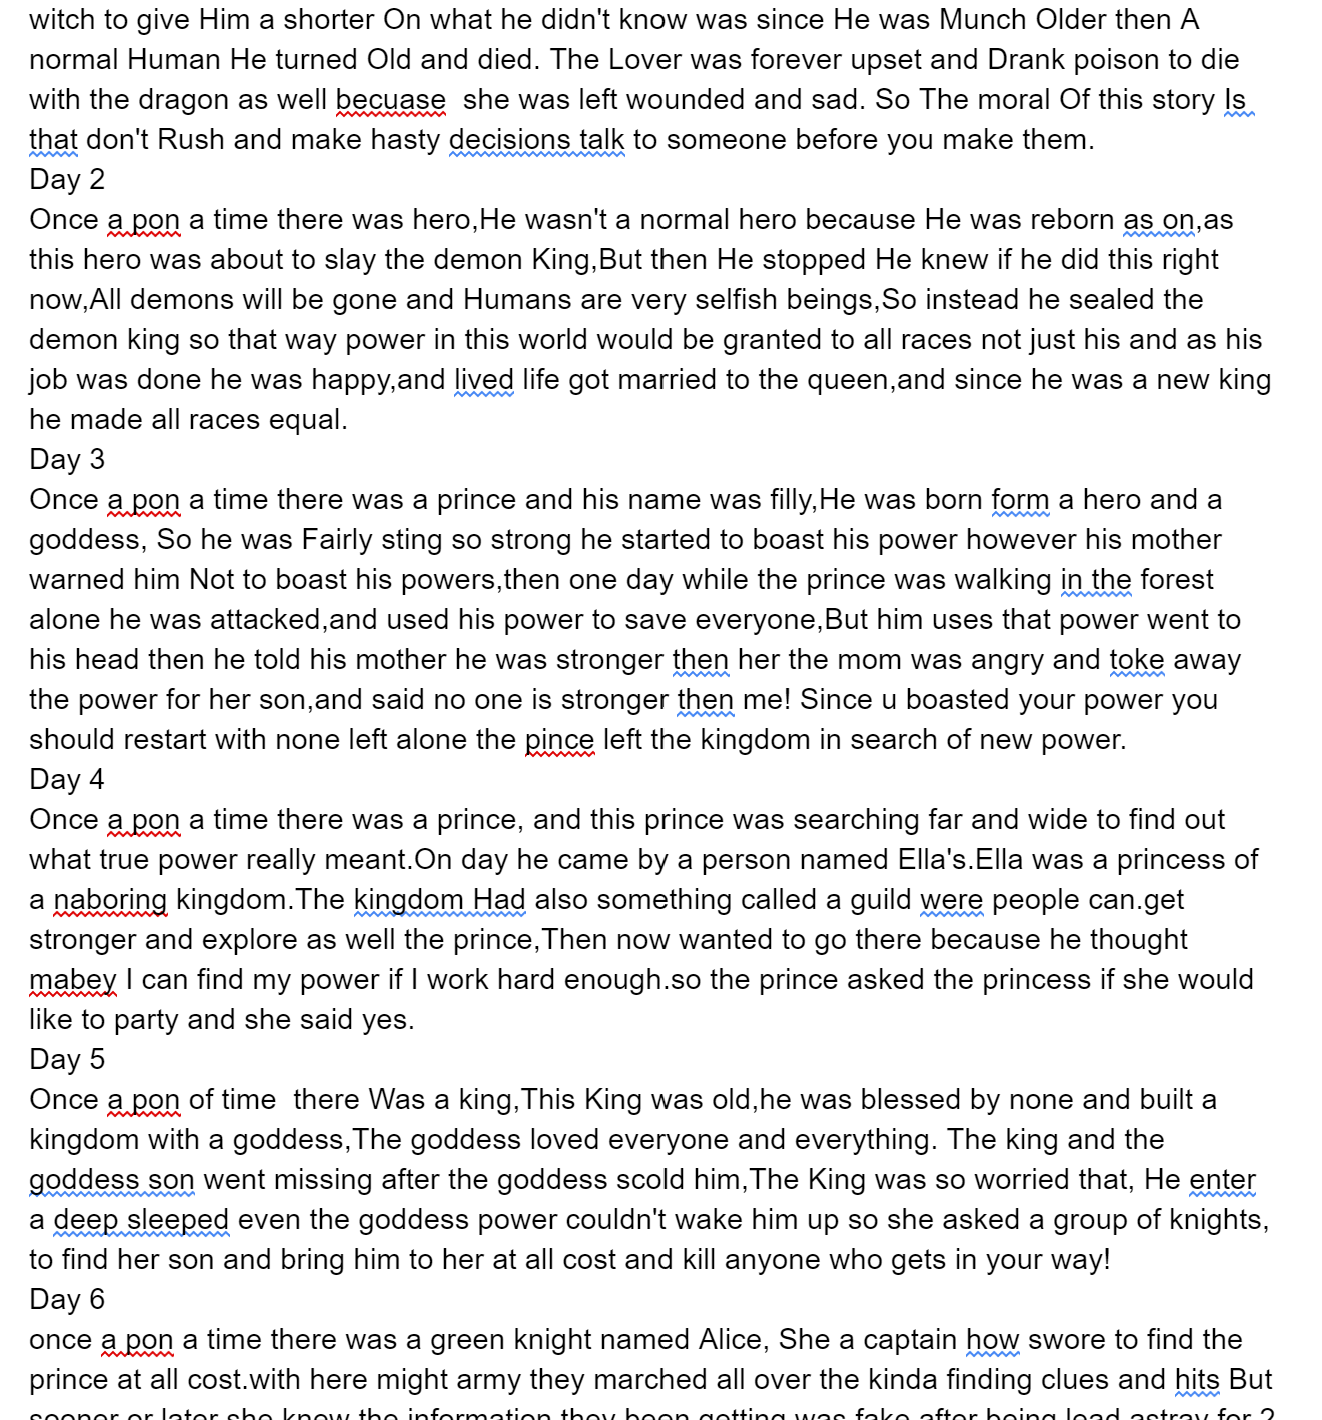 witch to give Him a shorter On what he didn't know was since He was Munch Older then A
normal Human He turned Old and died. The Lover was forever upset and Drank poison to die
with the dragon as well becuase  she was left wounded and sad. So The moral Of this story Is
that don't Rush and make hasty decisions talk to someone before you make them.
Day 2
Once a pon a time there was hero,He wasn't a normal hero because He was reborn as on,as
this hero was about to slay the demon King,But then He stopped He knew if he did this right
now,All demons will be gone and Humans are very selfish beings,So instead he sealed the
demon king so that way power in this world would be granted to all races not just his and as his
job was done he was happy,and lived life got married to the queen,and since he was a new king
he made all races equal.
Day 3
Once a pon a time there was a prince and his name was filly,He was born form a hero and a
goddess, So he was Fairly sting so strong he started to boast his power however his mother
warned him Not to boast his powers,then one day while the prince was walking in the forest
alone he was attacked,and used his power to save everyone,But him uses that power went to
his head then he told his mother he was stronger then her the mom was angry and toke away
the power for her son,and said no one is stronger then me! Since u boasted your power you
should restart with none left alone the pince left the kingdom in search of new power.
Day 4
Once a pon a time there was a prince, and this prince was searching far and wide to find out
what true power really meant.On day he came by a person named Ella's.Ella was a princess of
a naboring kingdom.The kingdom Had also something called a guild were people can.get
stronger and explore as well the prince,Then now wanted to go there because he thought
mabey I can find my power if I work hard enough.so the prince asked the princess if she would
like to party and she said yes.
Day 5
Once a pon of time  there Was a king,This King was old,he was blessed by none and built a
kingdom with a goddess,The goddess loved everyone and everything. The king and the
goddess son went missing after the goddess scold him,The King was so worried that, He enter
a deep sleeped even the goddess power couldn't wake him up so she asked a group of knights,
to find her son and bring him to her at all cost and kill anyone who gets in your way!
Day 6
once a pon a time there was a green knight named Alice, She a captain how swore to find the
prince at all cost.with here might army they marched all over the kinda finding clues and hits But
sooner or later she knew the information they been getting was fake after being lead astray for 2